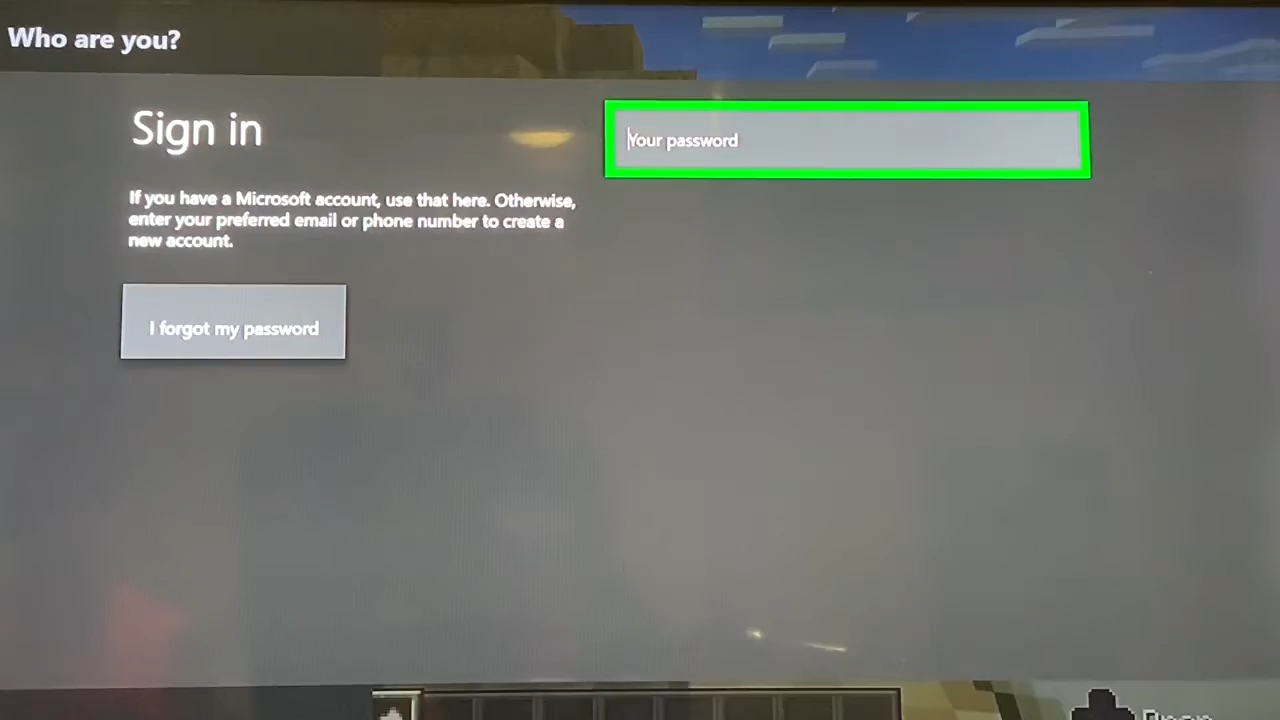 Who are you?
Sign in
Your password
If you have a Microsoft account, use that here. Otherwise,
enter your preferred email or phone number to create a
new account.
I forgot my password